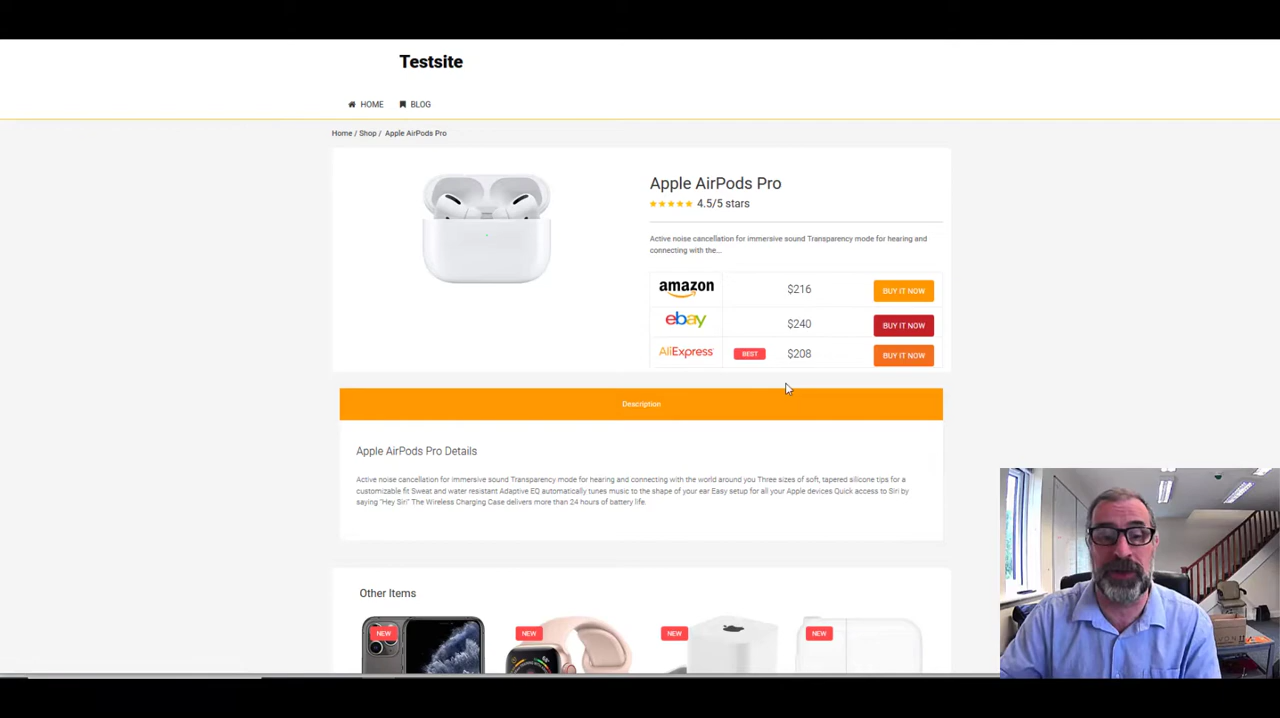 Testsite
HOME BLOG
Home / Shop / Apple AirPods Pro
Apple AirPods Pro
4.5/5 stars
Active noise cancellation for immersive sound Transparency mode for hearing and
connecting with the...
amazon $216 BUY IT NOW
ebay $240 BUY IT NOW
AliExpress BEST $208 BUY IT NOW
Description
Apple AirPods Pro Details
Active noise cancellation for immersive sound Transparency mode for hearing and connecting with the world around you Three sizes of soft, tapered silicone tips for a
customizable fit Sweat and water resistant Adaptive EQ automatically tunes music to the shape of your ear Easy setup for all your Apple devices Quick access to Siri by
saying "Hey Siri" The Wireless Charging Case delivers more than 24 hours of battery life.
Other Items
NEW NEW NEW NEW